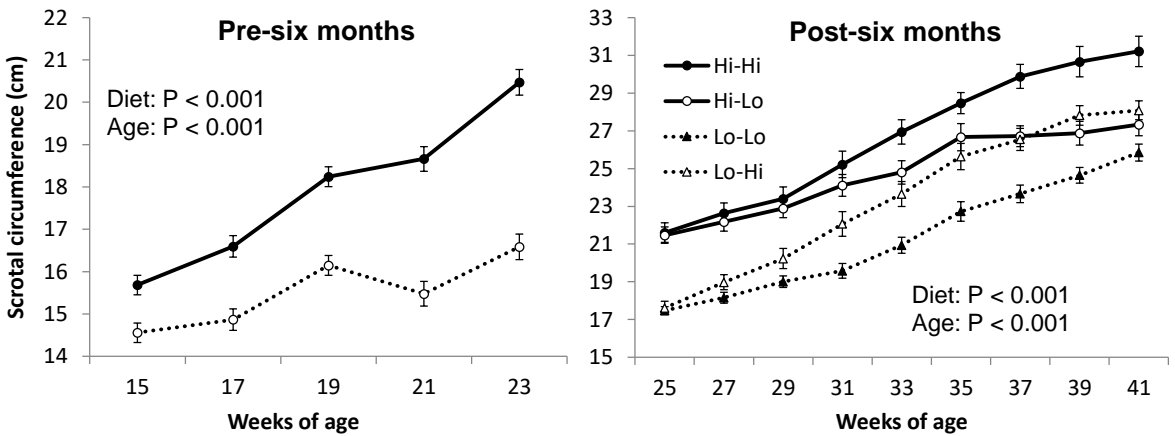 Pre-six months
Diet: P < 0.001
Age: P < 0.001
Scrotal circumference (cm)
22
21
20
19
18
17
16
15
14
15 17 19 21 23
Weeks of age
Post-six months
Hi-Hi
Hi-Lo
Lo-Lo
Lo-Hi
Diet: P < 0.001
Age: P < 0.001
33
31
29
27
25
23
21
19
17
15
25 27 29 31 33 35 37 39 41
Weeks of age